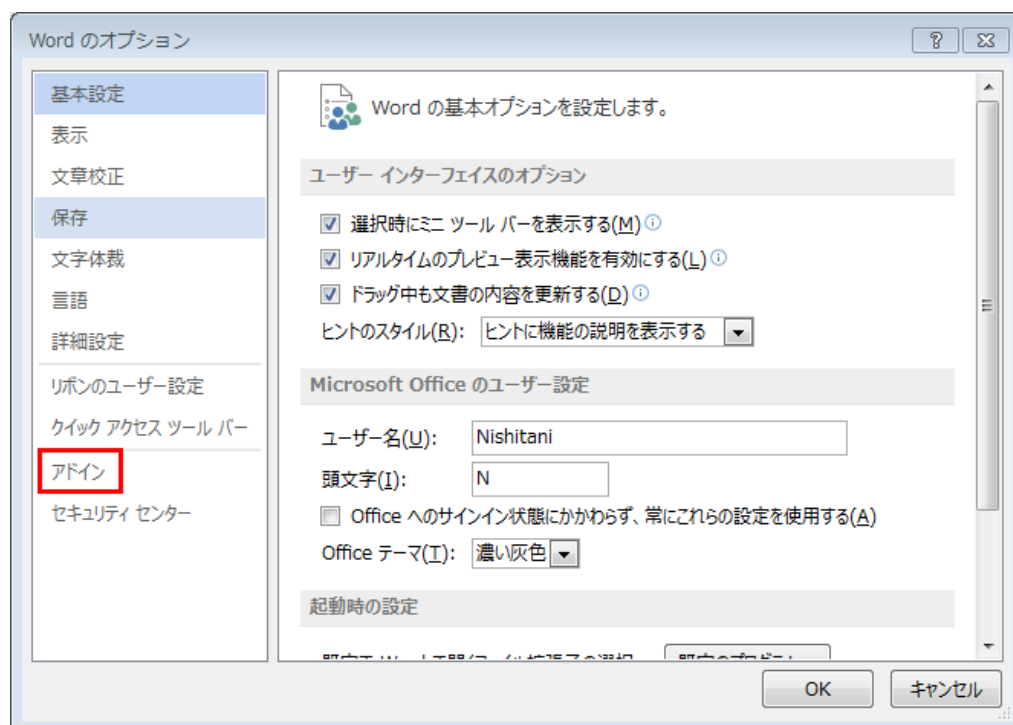 Word のオプション
基本設定
表示
文章校正
保存
文字体裁
言語
詳細設定
リボンのユーザー設定
クイック アクセス ツール バー
アドイン
セキュリティ センター
Word の基本オプションを設定します。
ユーザー インターフェイスのオプション
選択時にミニ ツール バーを表示する(M)
リアルタイムのプレビュー表示機能を有効にする(L)
ドラッグ中も文書の内容を更新する(D)
ヒントのスタイル(R): ヒントに機能の説明を表示する
Microsoft Office のユーザー設定
ユーザー名(U): Nishitani
頭文字(I): N
Office へのサインイン状態にかかわらず、常にこれらの設定を使用する(A)
Office テーマ(T): 濃い灰色
起動時の設定
OK キャンセル